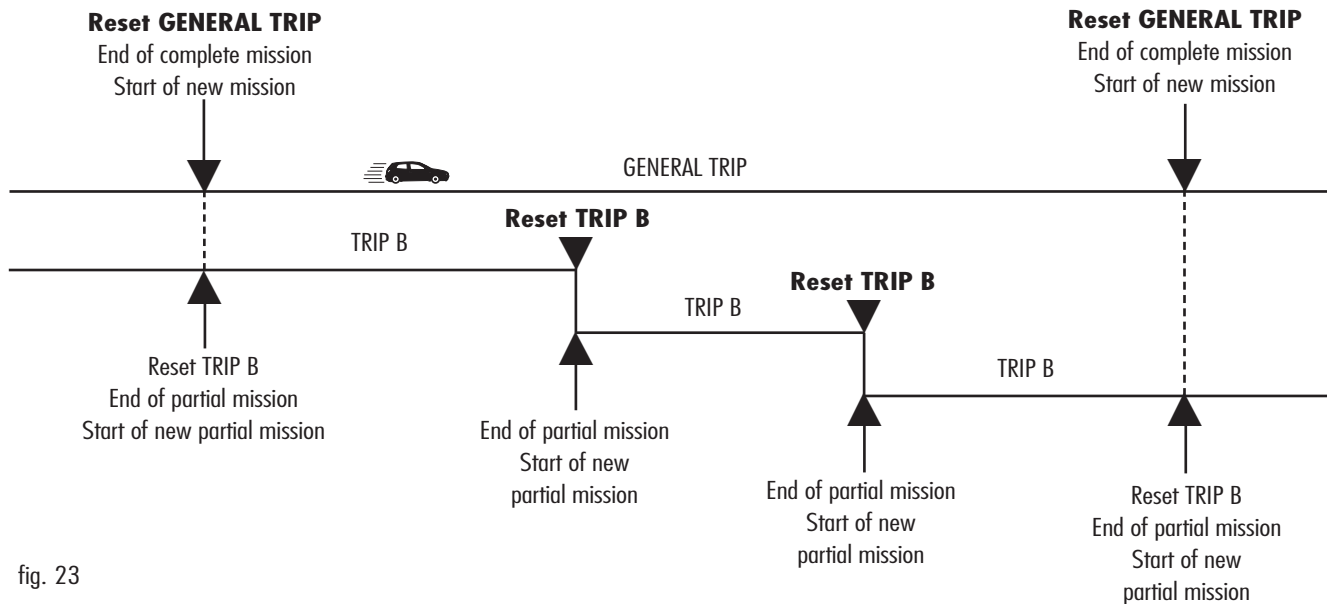 Reset GENERAL TRIP
End of complete mission
Start of new mission
Reset GENERAL TRIP
End of complete mission
Start of new mission
GENERAL TRIP
Reset TRIP B
TRIP B
Reset TRIP B
TRIP B
TRIP B
Reset TRIP B
End of partial mission
Start of new partial mission
End of partial mission
Start of new
partial mission
End of partial mission
Start of new
partial mission
Reset TRIP B
End of partial mission
Start of new
partial mission
fig. 23